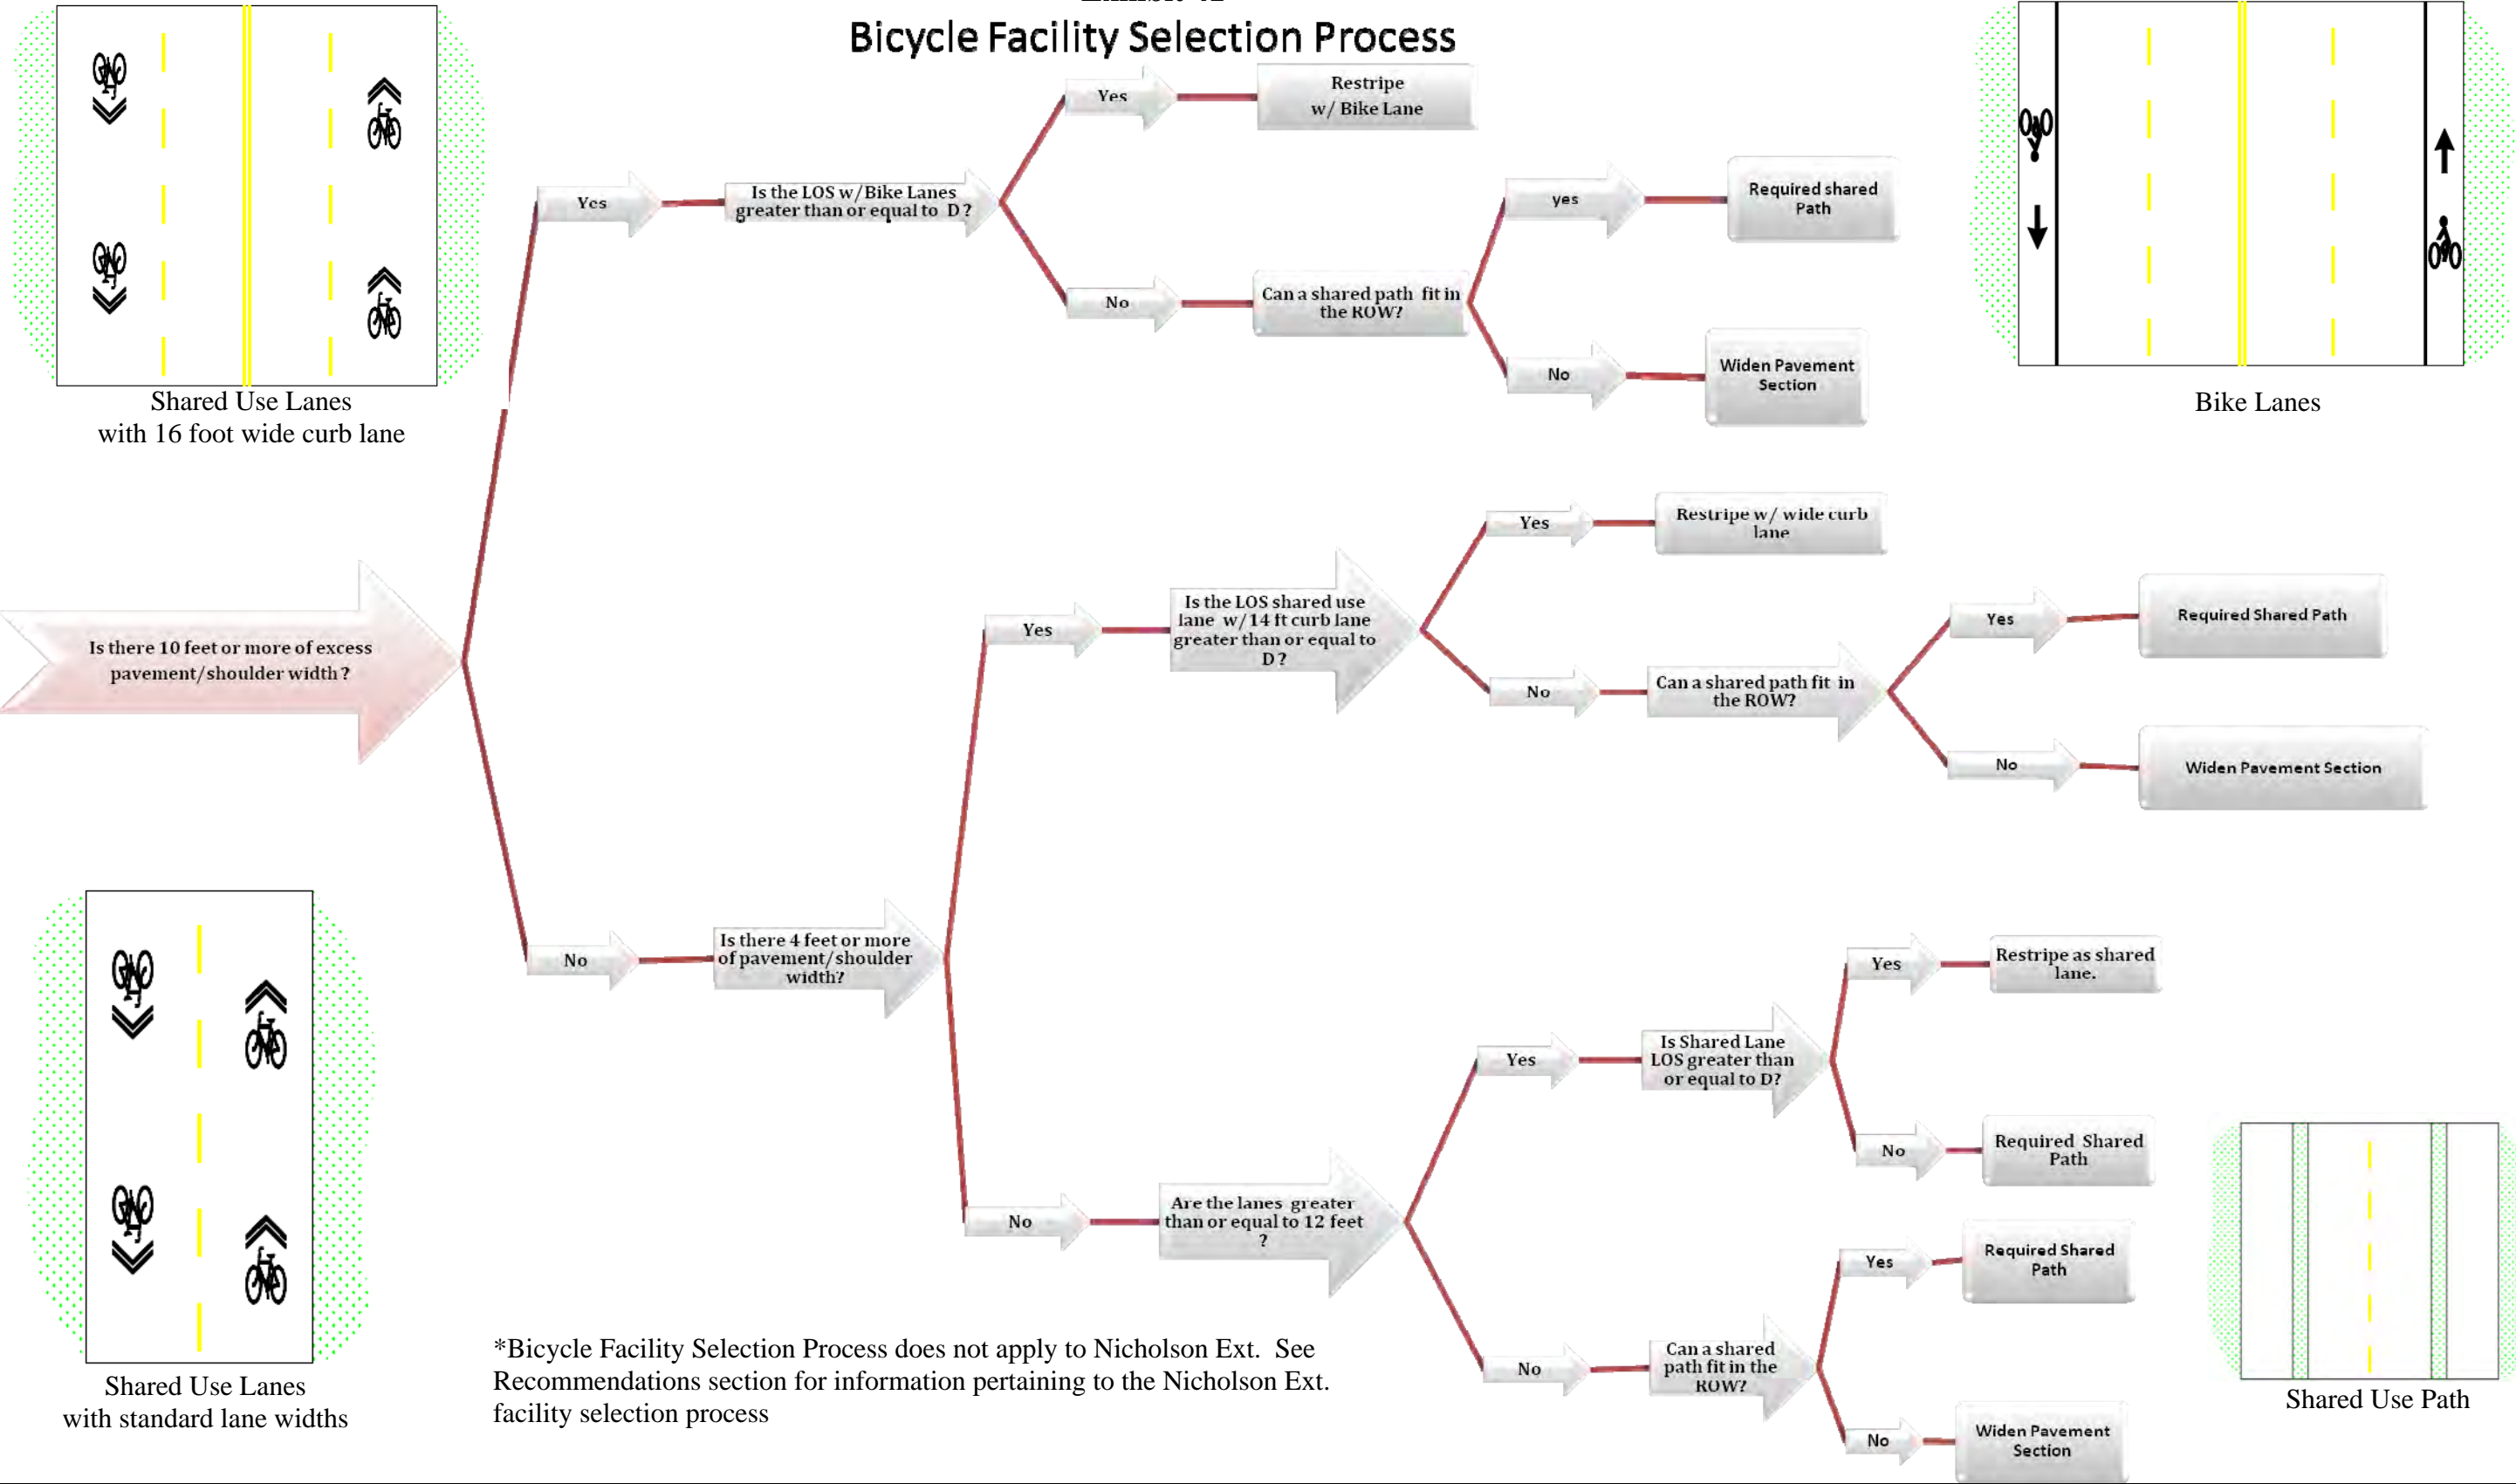 Bicycle Facility Selection Process
Shared Use Lanes
with 16 foot wide curb lane
Bike Lanes
Is there 10 feet or more of excess
pavement/shoulder width?
Yes
Is the LOS w/Bike Lanes
greater than or equal to D?
Yes
Restripe
w/ Bike Lane
No
Can a shared path fit in
the ROW?
yes
Required shared
Path
No
Widen Pavement
Section
No
Is there 4 feet or more
of pavement/shoulder
width?
Yes
Is the LOS shared use
lane w/14 ft curb lane
greater than or equal to
D?
Yes
Restripe w/ wide curb
lane
No
Can a shared path fit in
the ROW?
Yes
Required Shared Path
No
Widen Pavement Section
No
Are the lanes greater
than or equal to 12 feet
?
Yes
Is Shared Lane
LOS greater than
or equal to D?
Yes
Restripe as shared
lane.
No
Required Shared
Path
No
Can a shared
path fit in the
ROW?
Yes
Required Shared
Path
No
Widen Pavement
Section
Shared Use Lanes
with standard lane widths
*Bicycle Facility Selection Process does not apply to Nicholson Ext. See
Recommendations section for information pertaining to the Nicholson Ext.
facility selection process
Shared Use Path